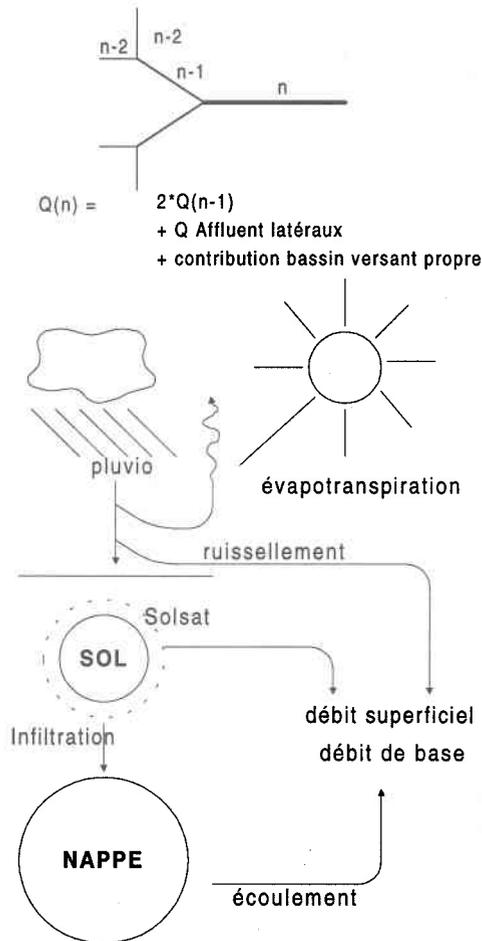 n-2
n-2
n-1
n
Q(n) = 2*Q(n-1)
+ Q Affluent latéraux
+ contribution bassin versant propre
pluvio
évapotranspiration
ruissellement
Solsat
SOL
débit superficiel
Infiltration
débit de base
NAPPE
écoulement